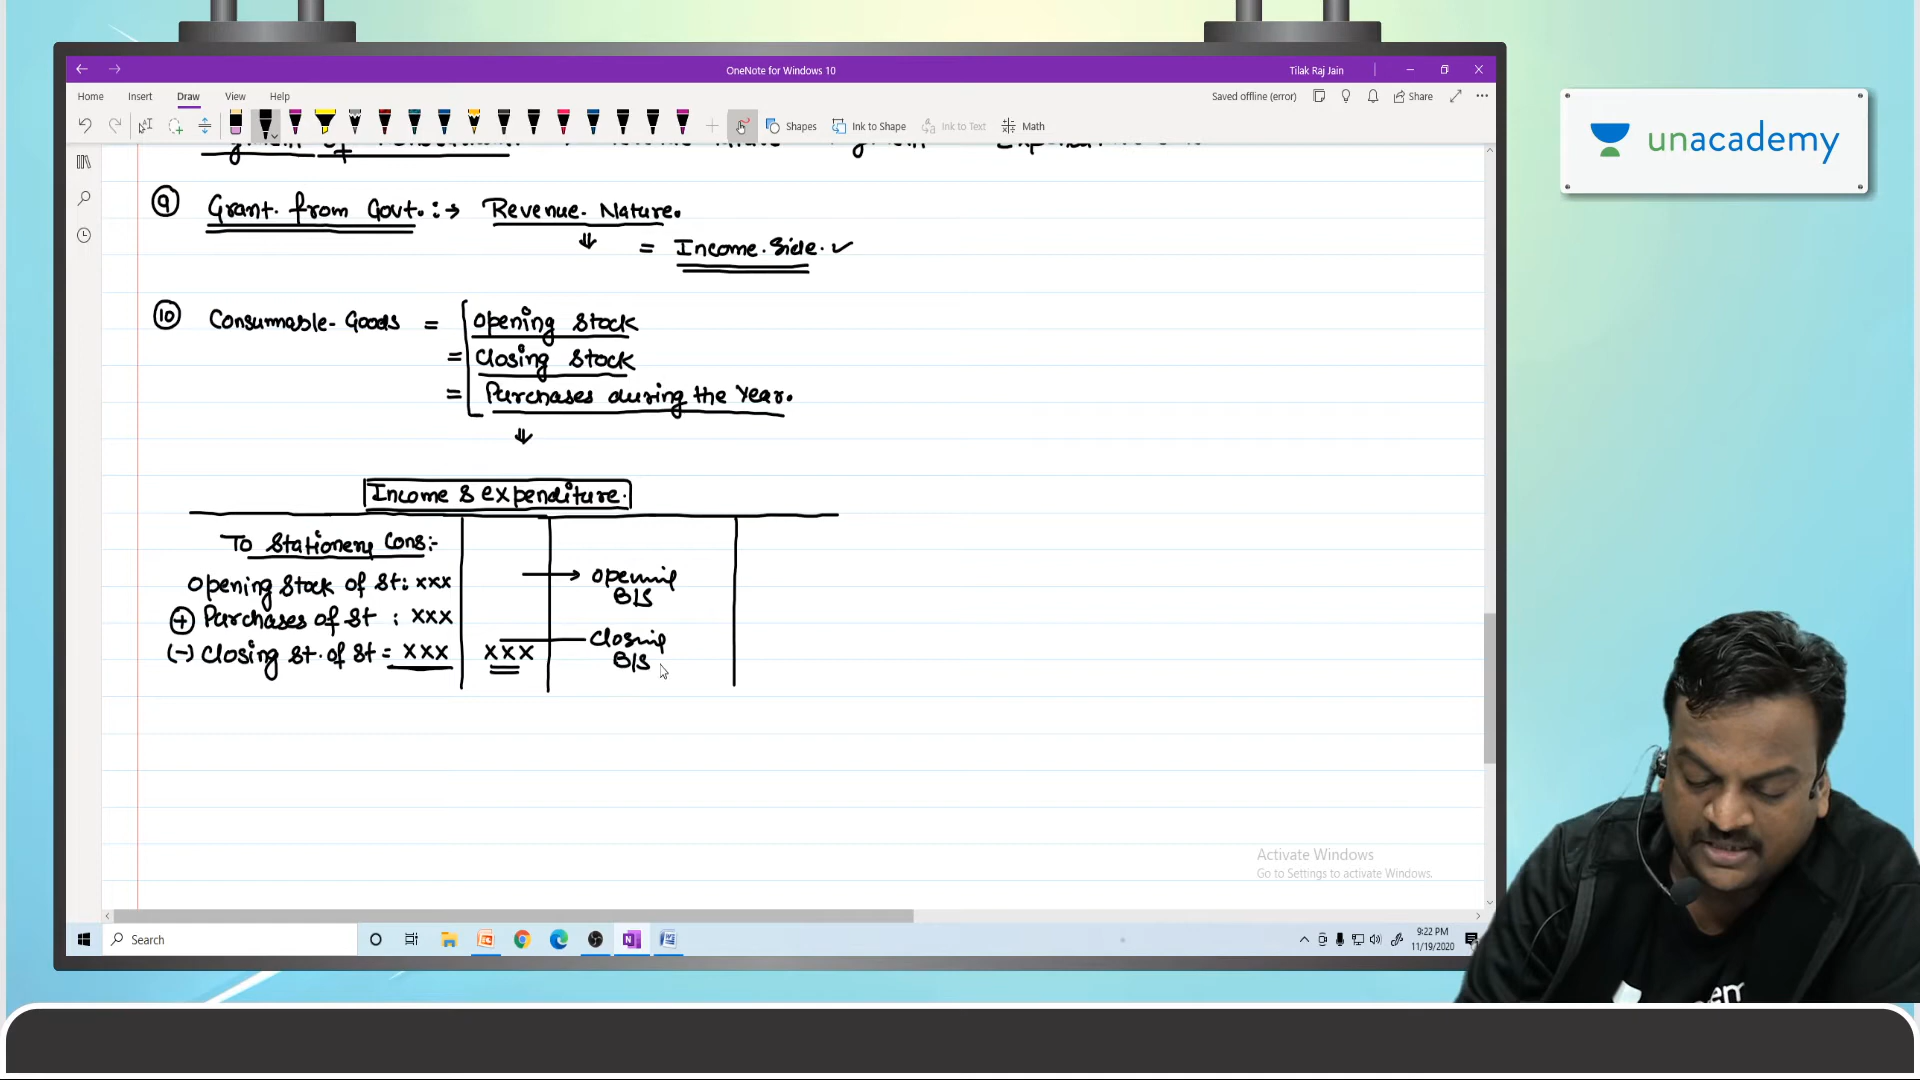 OneNote for Windows 10
Tilak Raj Jain
Home Insert Draw View Help
Saved offline (error) Share
Shapes Ink to Shape Ink to Text Math
unacademy
9 Grant from Govt. :→ Revenue Nature.
⇓ = Income Side. ✓
10 Consumable Goods = Opening Stock
= Closing Stock
= Purchases during the Year.
⇓
Income & expenditure.
To Stationery Cons:-
Opening Stock of St: xxx → Opening B/S
(+) Purchases of St : xxx
(-) Closing St. of St = xxx xxx Closing B/S
Activate Windows
Go to Settings to activate Windows.
Search
9:22 PM
11/19/2020